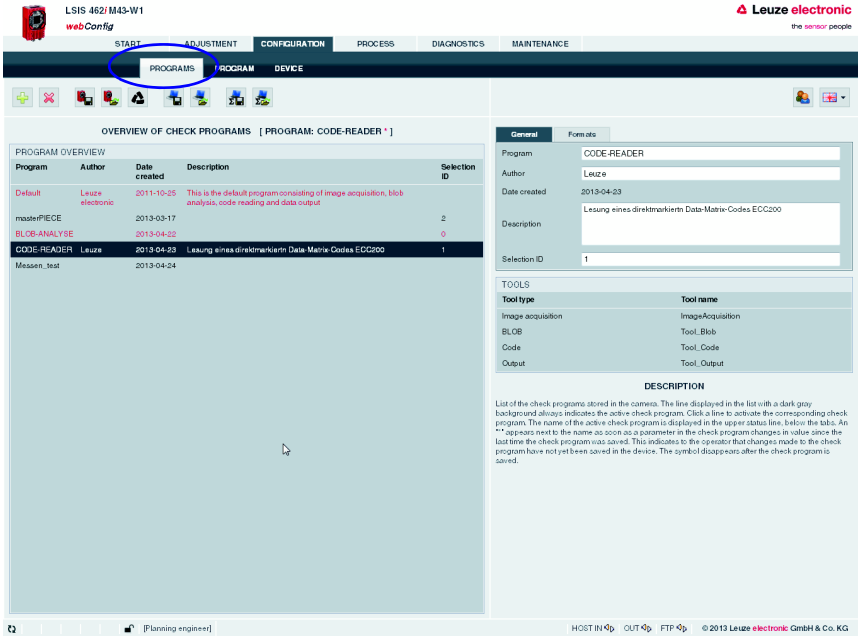 LSIS 462i M43-W1
webConfig
Leuze electronic
the sensor people
START ADJUSTMENT CONFIGURATION PROCESS DIAGNOSTICS MAINTENANCE
PROGRAMS PROGRAM DEVICE
OVERVIEW OF CHECK PROGRAMS [ PROGRAM: CODE-READER * ]
PROGRAM OVERVIEW
Program Author Date created Description Selection ID
Default Leuze electronic 2011-10-25 This is the default program consisting of image acquisition, blob
analysis, code reading and data output
masterPIECE 2013-03-17 2
BLOB-ANALYSE 2013-04-22 0
CODE-READER Leuze 2013-04-23 Lesung eines direktmarkiertn Data-Matrix-Codes ECC200 1
Messen_test 2013-04-24
General Formats
Program CODE-READER
Author Leuze
Date created 2013-04-23
Description Lesung eines direktmarkiertn Data-Matrix-Codes ECC200
Selection ID 1
TOOLS
Tool type Tool name
Image acquisition ImageAcquisition
BLOB Tool_Blob
Code Tool_Code
Output Tool_Output
DESCRIPTION
List of the check programs stored in the camera. The line displayed in the list with a dark gray
background always indicates the active check program. Click a line to activate the corresponding check
program. The name of the active check program is displayed in the upper status line, below the tabs. An
"*" appears next to the name as soon as a parameter in the check program changes in value since the
last time the check program was saved. This indicates to the operator that changes made to the check
program have not yet been saved in the device. The symbol disappears after the check program is
saved.
[Planning engineer] HOST IN OUT FTP © 2013 Leuze electronic GmbH & Co. KG